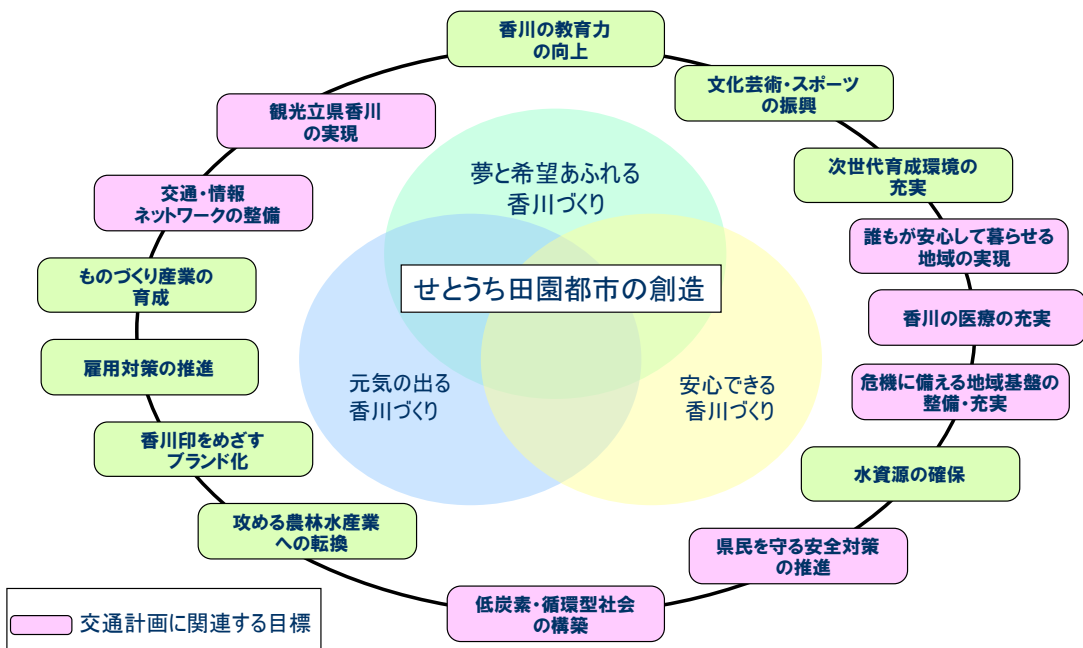 香川の教育力
の向上
文化芸術・スポーツ
の振興
次世代育成環境の
充実
誰もが安心して暮らせる
地域の実現
香川の医療の充実
危機に備える地域基盤の
整備・充実
水資源の確保
県民を守る安全対策
の推進
低炭素・循環型社会
の構築
攻める農林水産業
への転換
香川印をめざす
ブランド化
雇用対策の推進
ものづくり産業の
育成
交通・情報
ネットワークの整備
観光立県香川
の実現
夢と希望あふれる
香川づくり
せとうち田園都市の創造
元気の出る
香川づくり
安心できる
香川づくり
交通計画に関連する目標